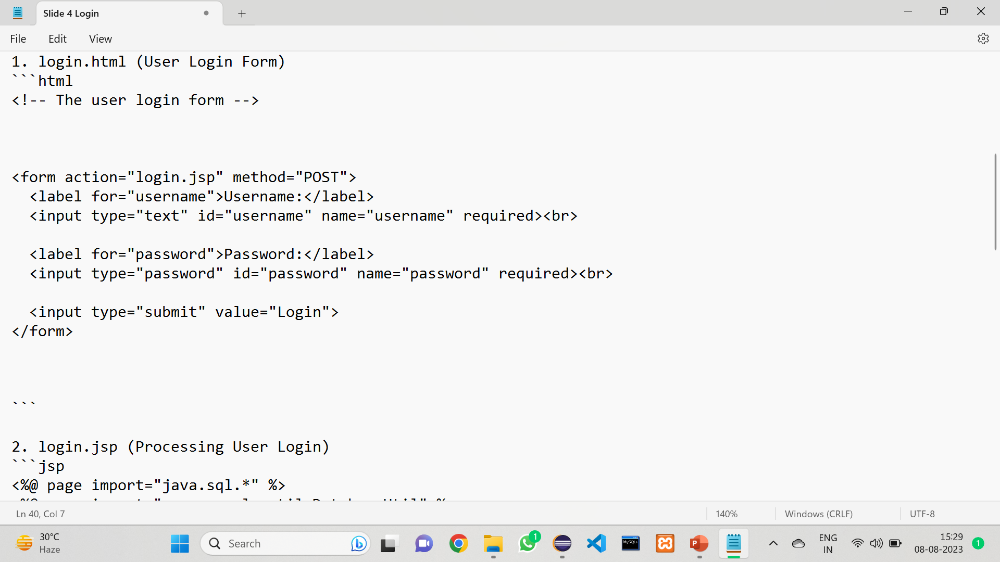 Slide 4 Login
File Edit View
1. login.html (User Login Form)
```html
<!-- The user login form -->
<form action="login.jsp" method="POST">
<label for="username">Username:</label>
<input type="text" id="username" name="username" required><br>
<label for="password">Password:</label>
<input type="password" id="password" name="password" required><br>
<input type="submit" value="Login">
</form>
```
2. login.jsp (Processing User Login)
```jsp
<%@ page import="java.sql.*" %>
Ln 40, Col 7 140% Windows (CRLF) UTF-8
30°C
Haze
Search
1
MySQL
P
ENG
IN
15:29
08-08-2023
1